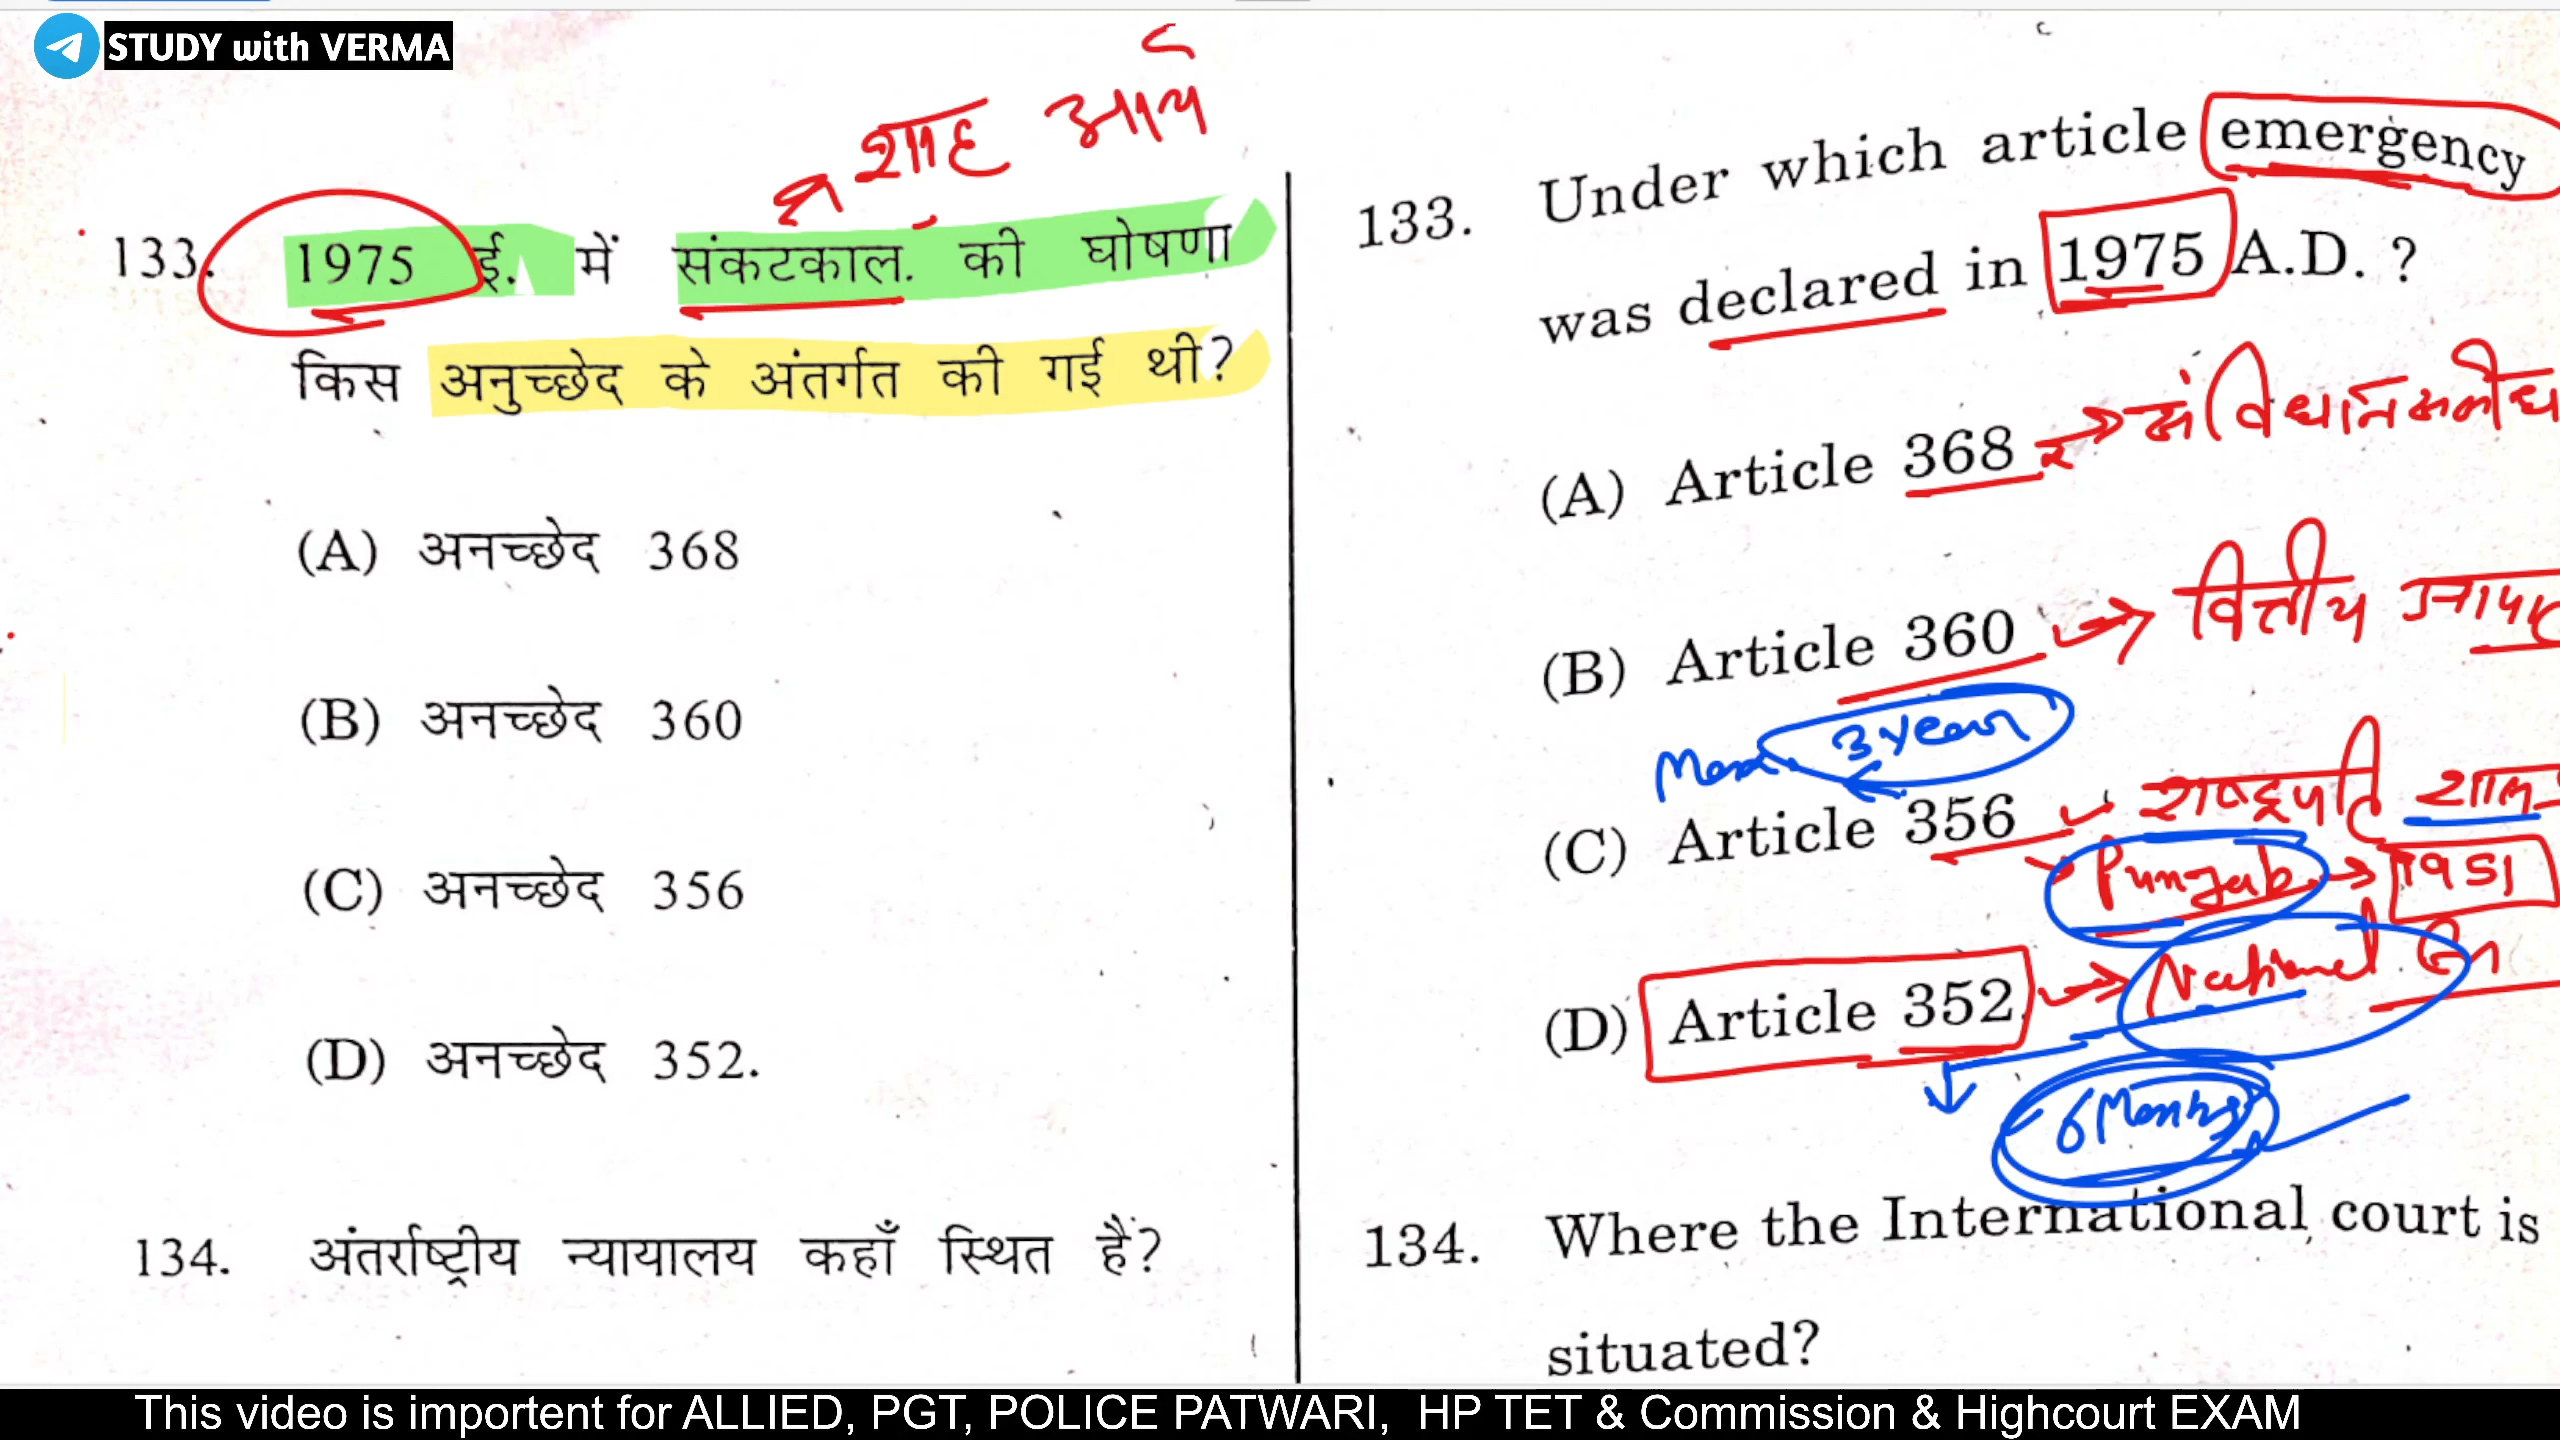 STUDY with VERMA
शाह आयो
133. 1975 ई. में संकटकाल. की घोषणा
किस अनुच्छेद के अंतर्गत की गई थी?
(A) अनच्छेद 368
(B) अनच्छेद 360
(C) अनच्छेद 356
(D) अनच्छेद 352.
134. अंतर्राष्ट्रीय न्यायालय कहाँ स्थित है?
133. Under which article emergency
was declared in 1975 A.D. ?
(A) Article 368
(B) Article 360 वित्तीय
3 year
(C) Article 356 राष्ट्रपति
Punjab 1951
(D) Article 352. National
6 Months
134. Where the International court is
situated?
This video is importent for ALLIED, PGT, POLICE PATWARI, HP TET & Commission & Highcourt EXAM